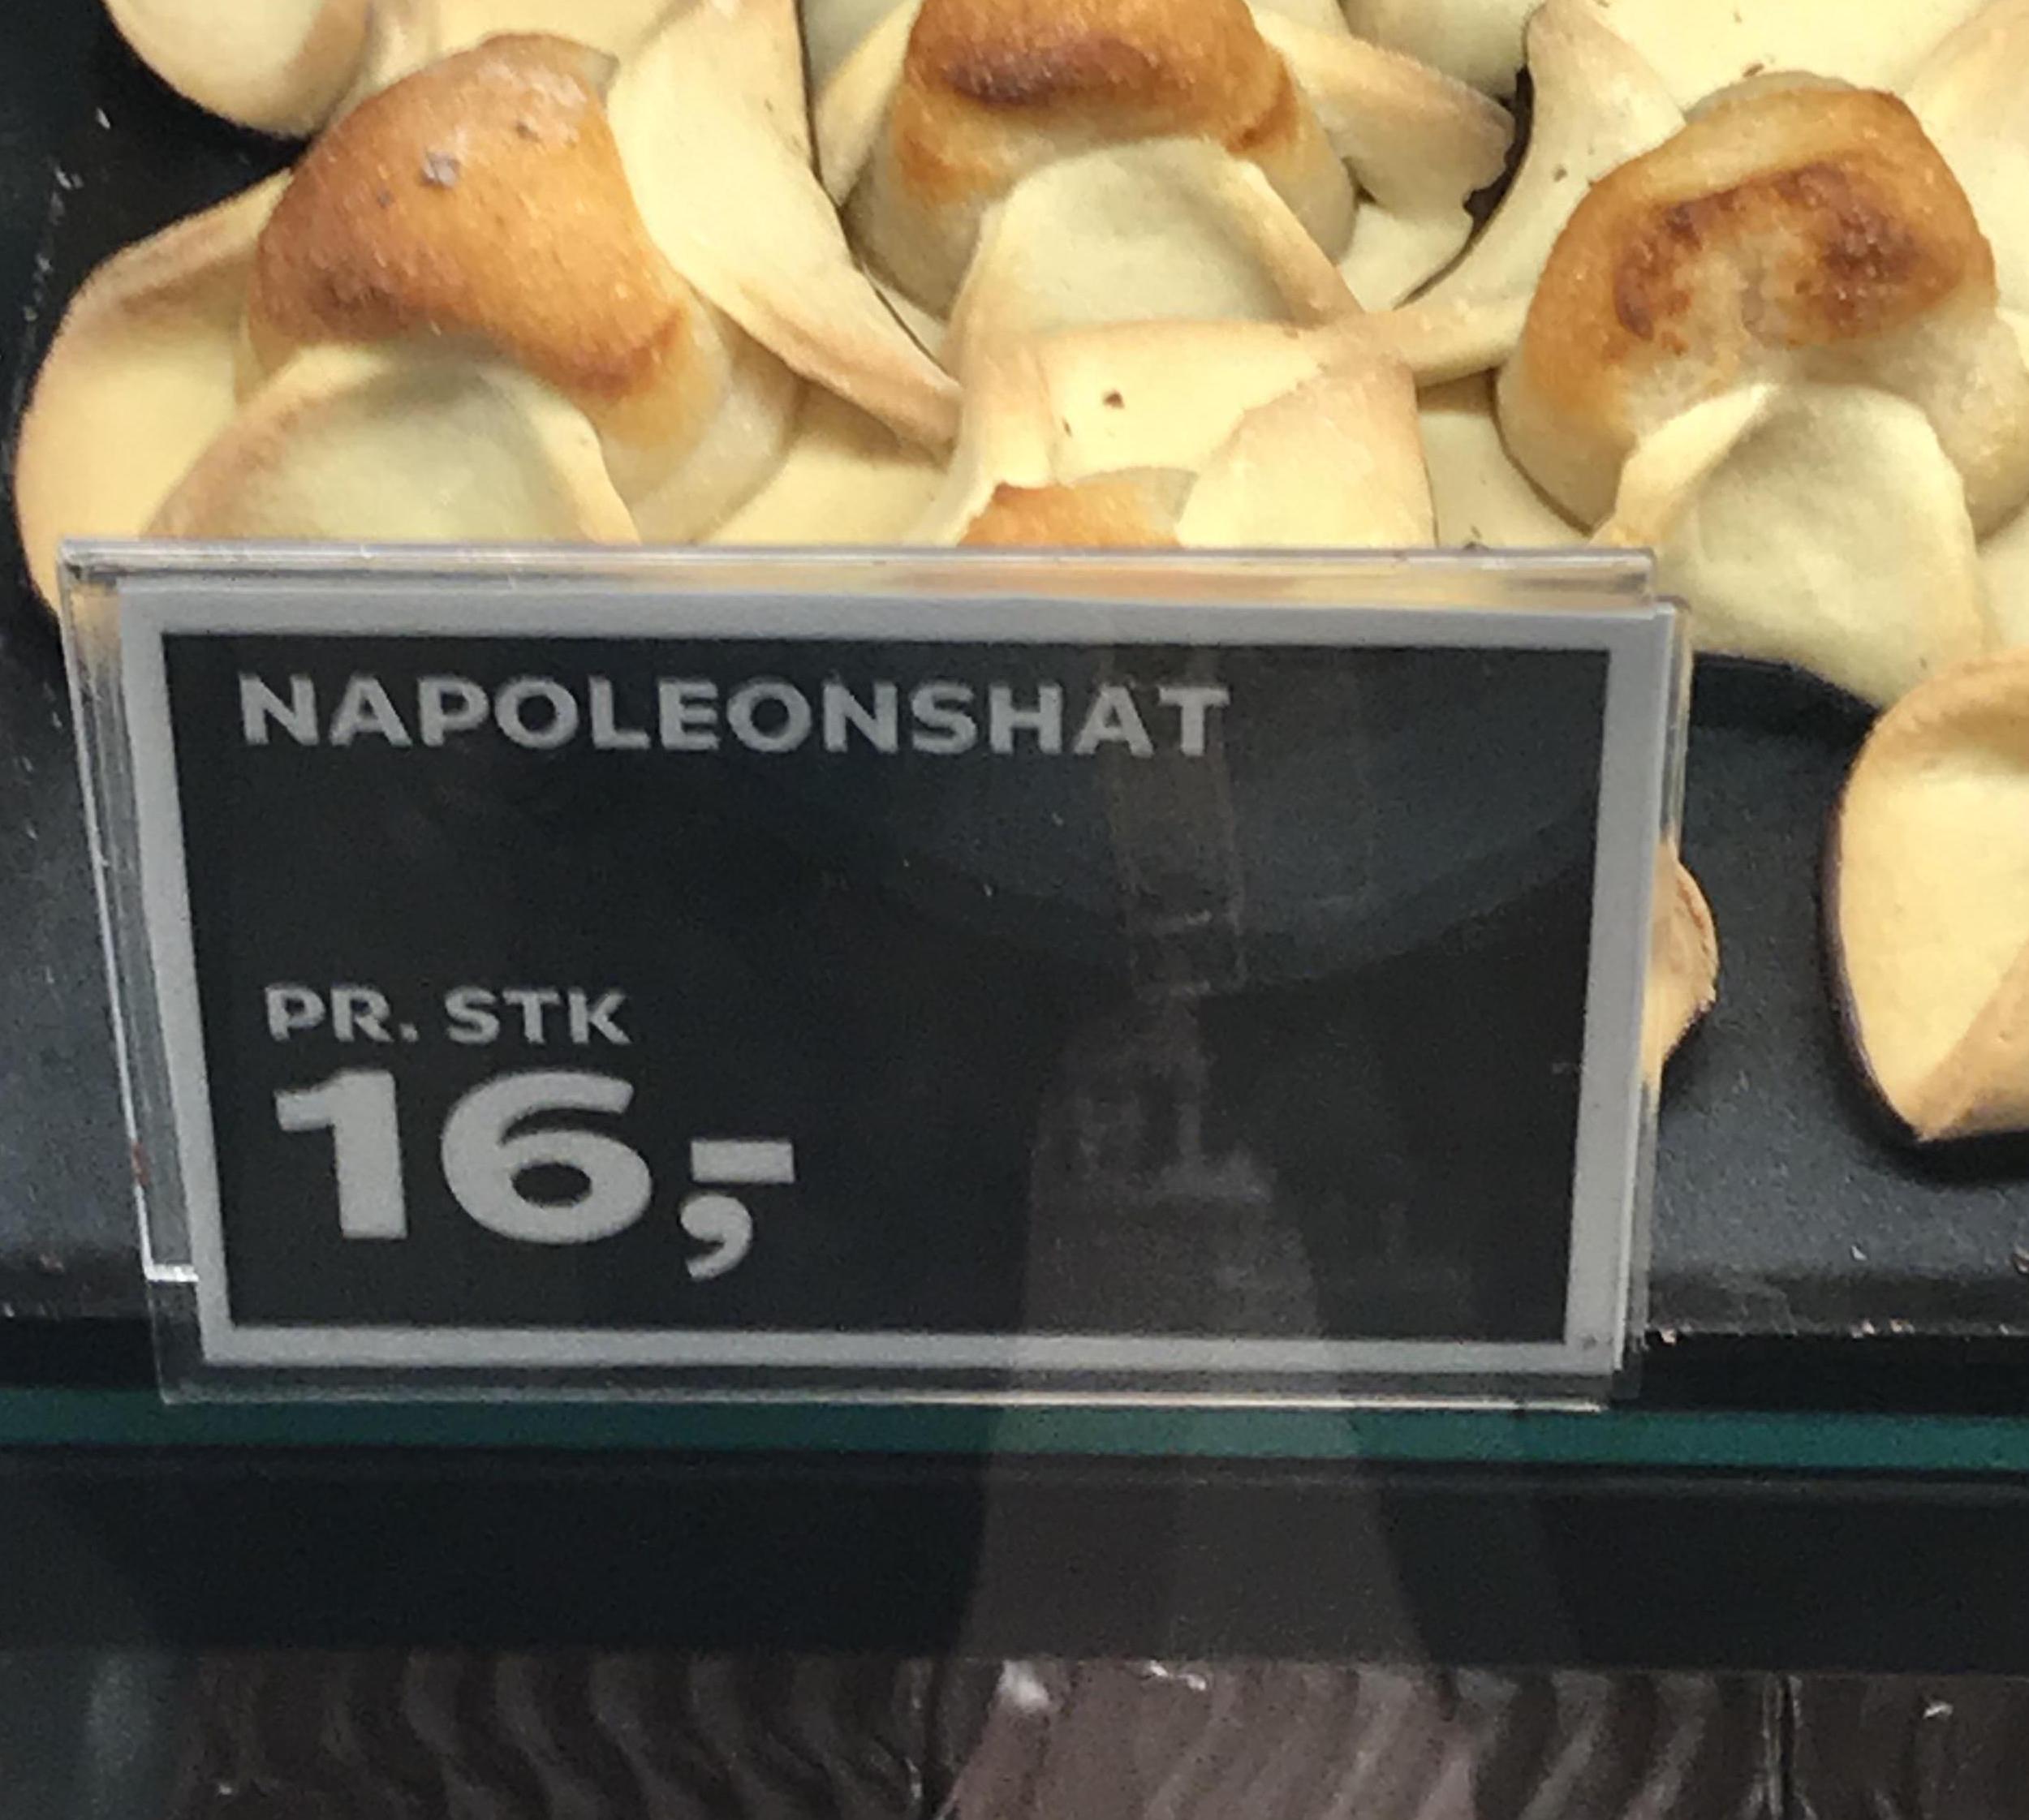 NAPOLEONSHAT
PR. STK
16,-